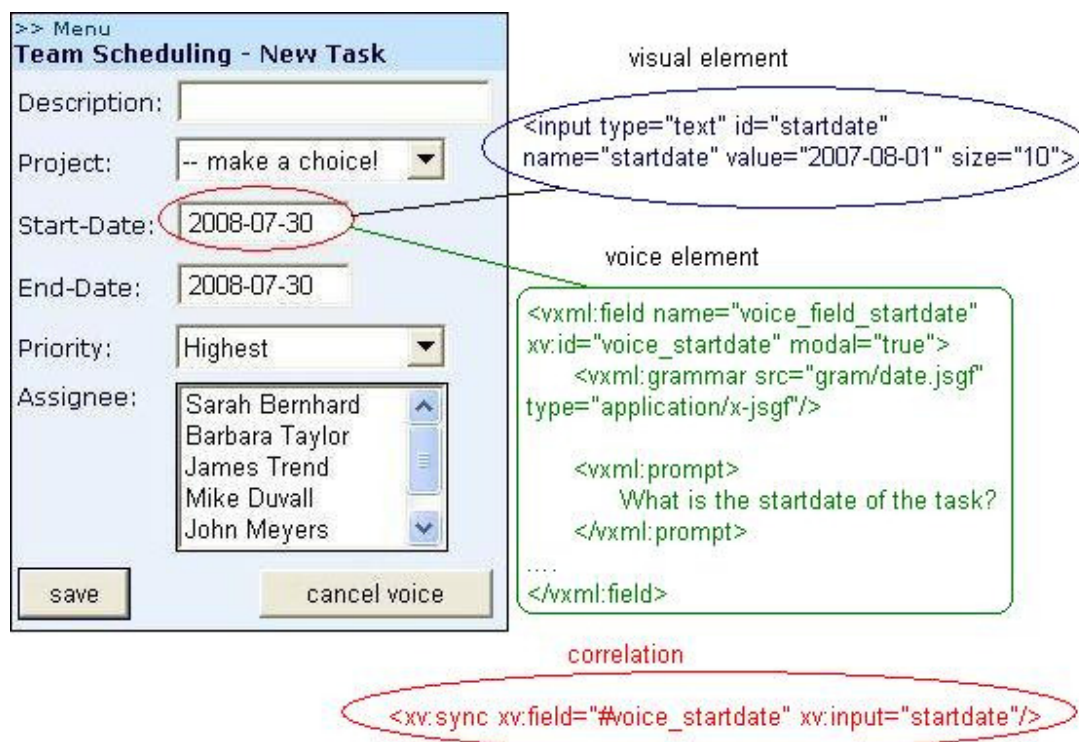 >> Menu
Team Scheduling - New Task
Description:
Project:
-- make a choice!
Start-Date:
2008-07-30
End-Date:
2008-07-30
Priority:
Highest
Assignee:
Sarah Bernhard
Barbara Taylor
James Trend
Mike Duvall
John Meyers
save
cancel voice
visual element
<input type="text" id="startdate"
name="startdate" value="2007-08-01" size="10">
voice element
<vxml:field name="voice_field_startdate"
xv:id="voice_startdate" modal="true">
<vxml:grammar src="gram/date.jsgf"
type="application/x-jsgf"/>
<vxml:prompt>
What is the startdate of the task?
</vxml:prompt>
....
</vxml:field>
correlation
<xv:sync xv:field="#voice_startdate" xv:input="startdate"/>